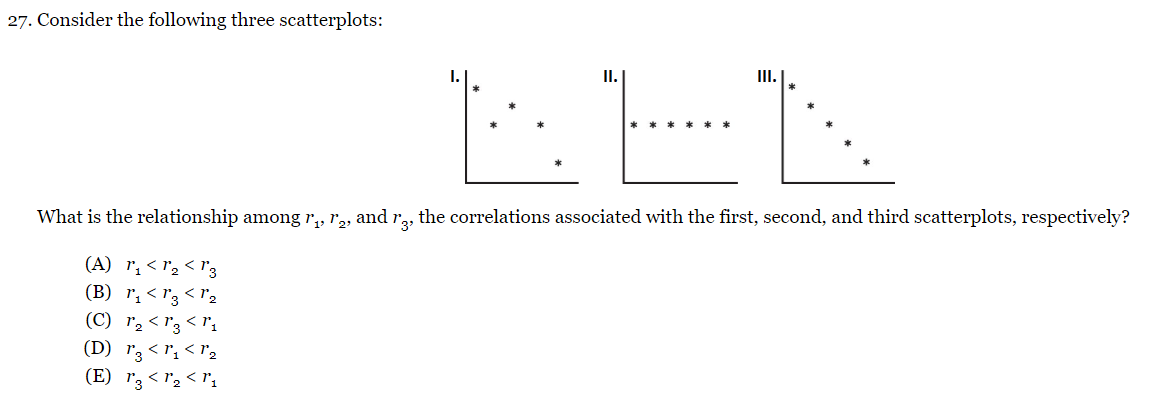 27. Consider the following three scatterplots:
I. II. III.
What is the relationship among r₁, r₂, and r₃, the correlations associated with the first, second, and third scatterplots, respectively?
(A) r₁ < r₂ < r₃
(B) r₁ < r₃ < r₂
(C) r₂ < r₃ < r₁
(D) r₃ < r₁ < r₂
(E) r₃ < r₂ < r₁